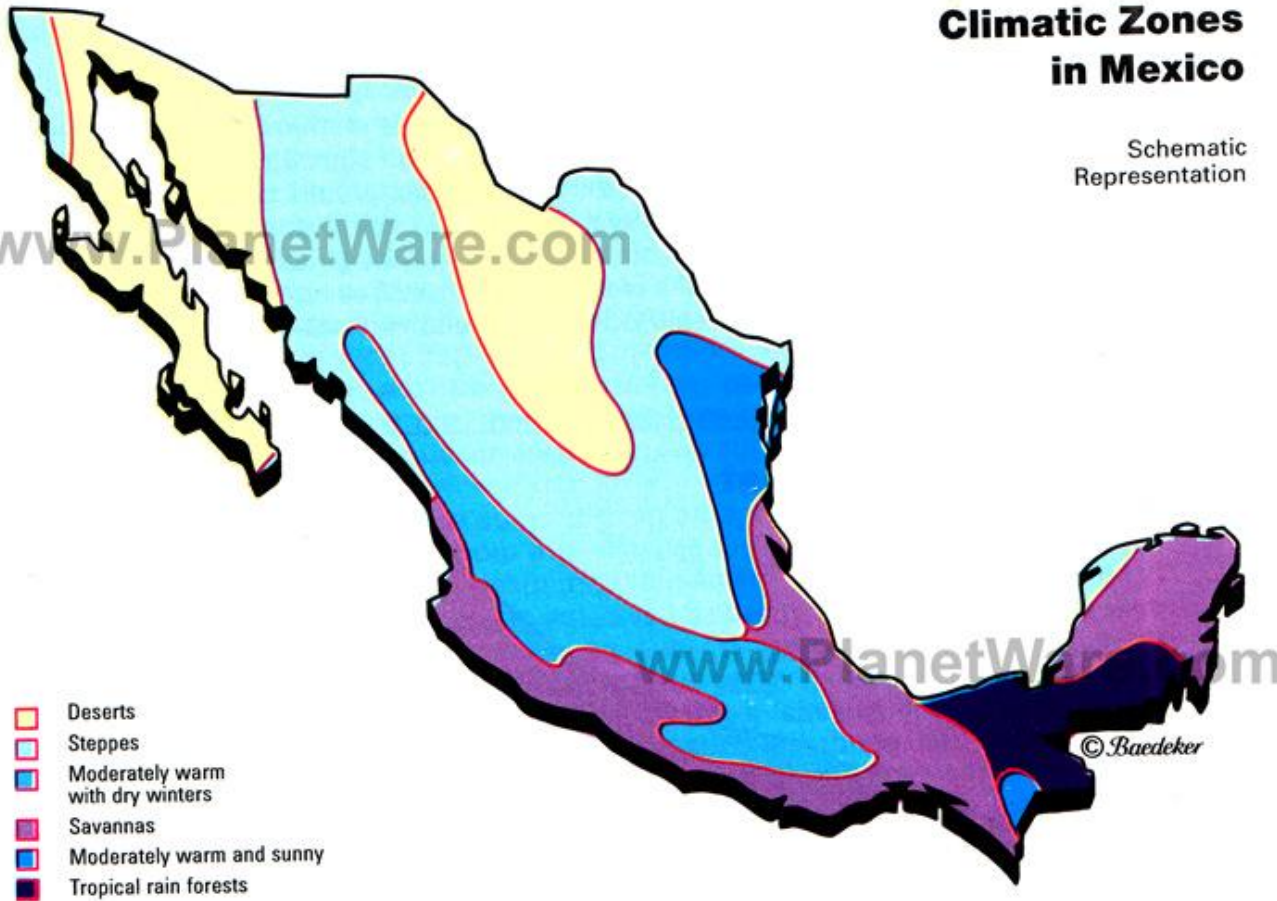 Climatic Zones
in Mexico
Schematic
Representation
www.PlanetWare.com
www.PlanetWare.com
© Baedeker
Deserts
Steppes
Moderately warm
with dry winters
Savannas
Moderately warm and sunny
Tropical rain forests